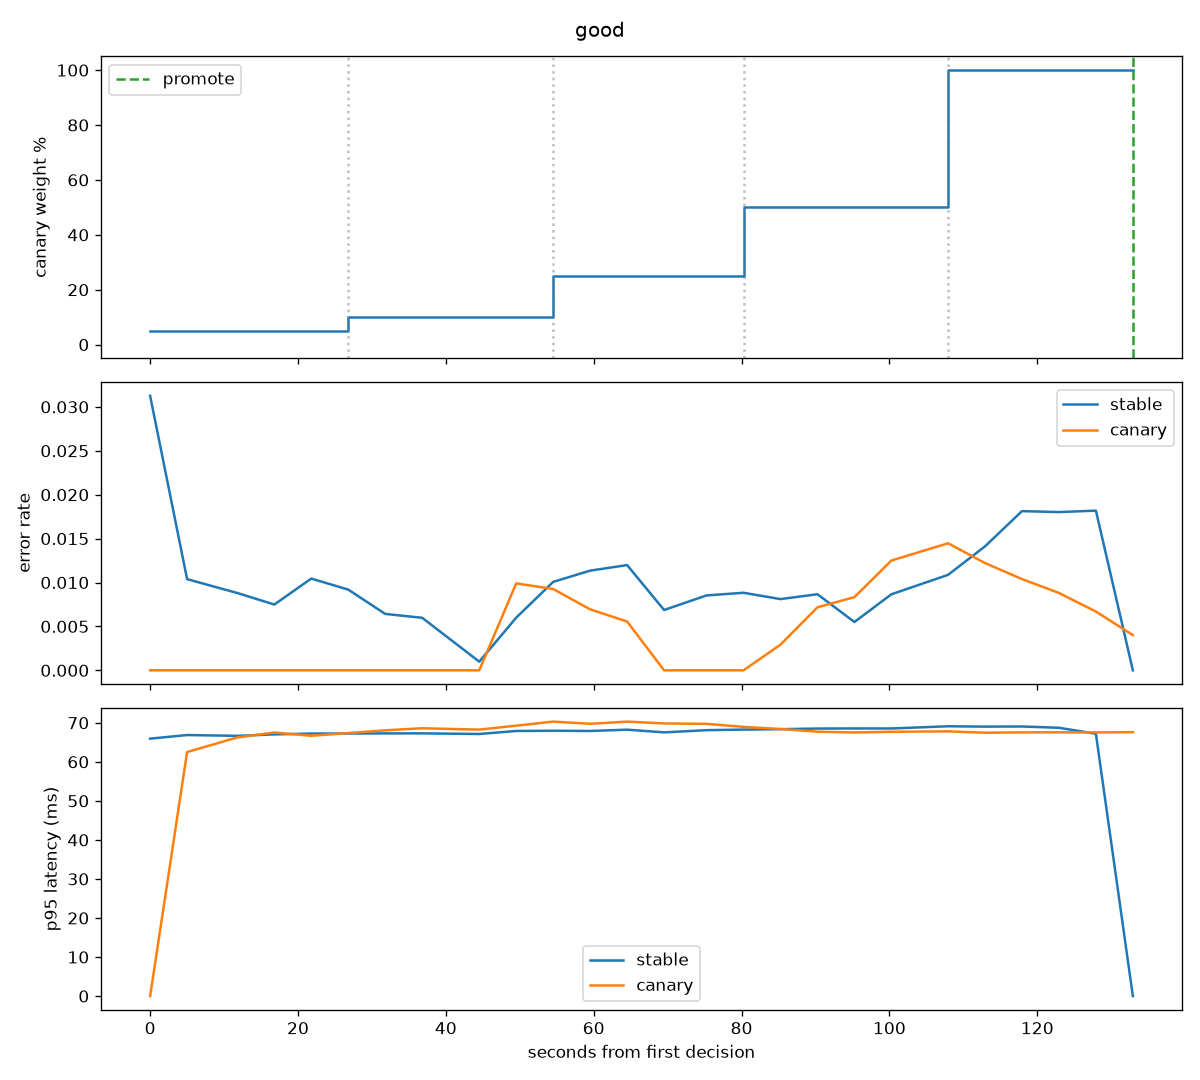 good
promote
canary weight %
100
80
60
40
20
0
stable
canary
error rate
0.030
0.025
0.020
0.015
0.010
0.005
0.000
p95 latency (ms)
70
60
50
40
30
20
10
0
stable
canary
0 20 40 60 80 100 120
seconds from first decision